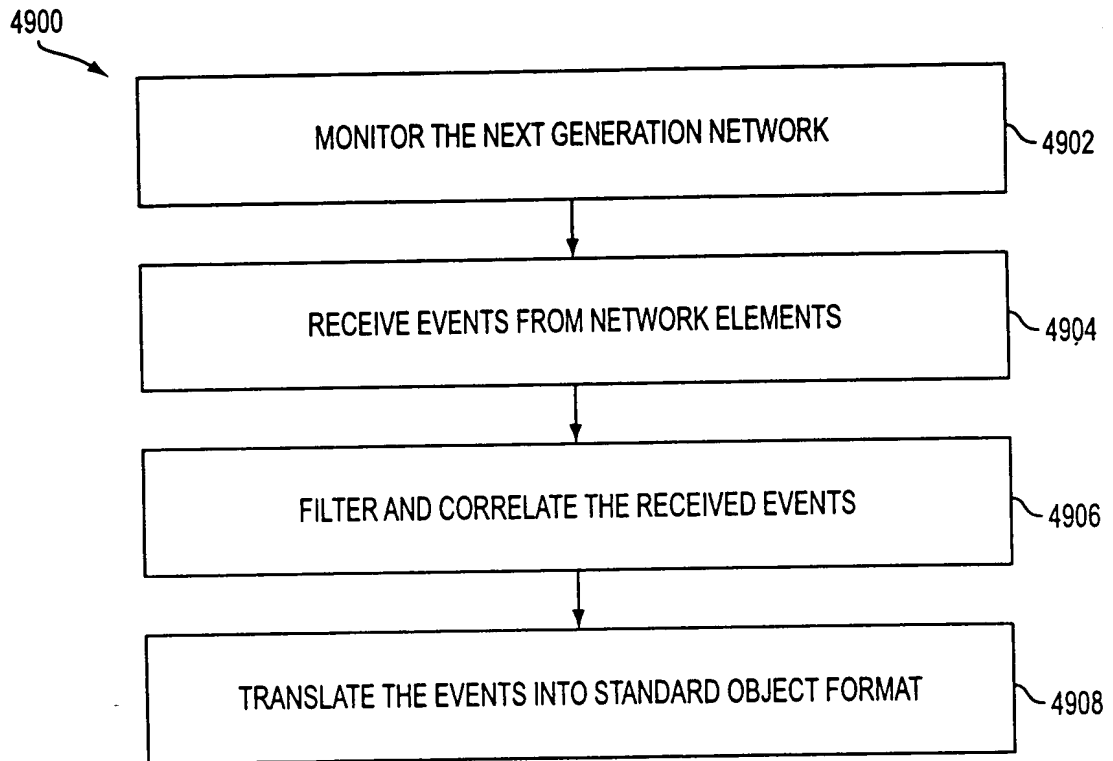 4900
MONITOR THE NEXT GENERATION NETWORK
4902
RECEIVE EVENTS FROM NETWORK ELEMENTS
4904
FILTER AND CORRELATE THE RECEIVED EVENTS
4906
TRANSLATE THE EVENTS INTO STANDARD OBJECT FORMAT
4908